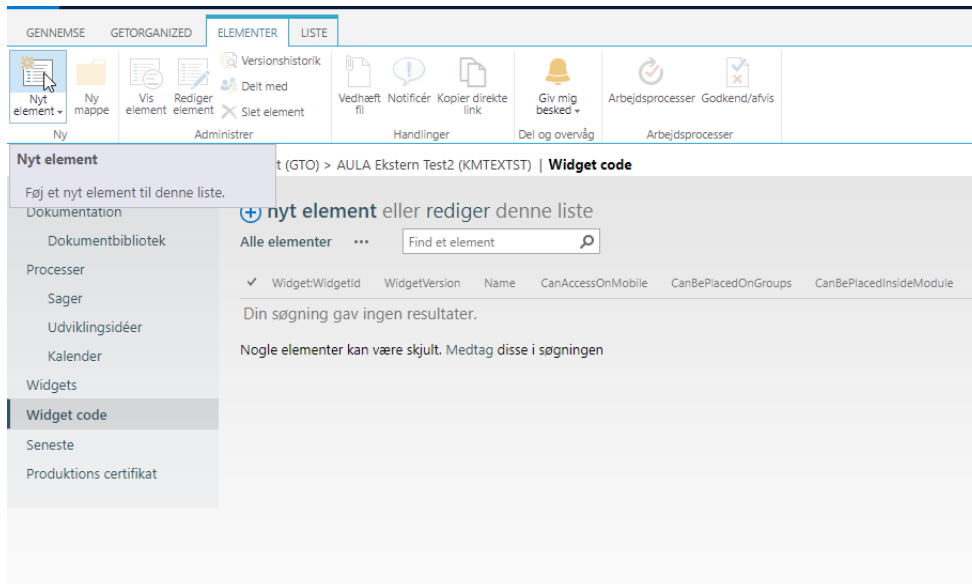 GENNEMSE GETORGANIZED ELEMENTER LISTE
Nyt element
Ny mappe
Vis element
Rediger element
Versionshistorik
Delt med
Slet element
Vedhæft fil
Notificér
Kopier direkte link
Giv mig besked
Arbejdsprocesser
Godkend/afvis
Ny Administrer Handlinger Del og overvåg Arbejdsprocesser
Nyt element
Føj et nyt element til denne liste.
t (GTO) > AULA Ekstern Test2 (KMTEXTST) | Widget code
Dokumentation
Dokumentbibliotek
Processer
Sager
Udviklingsidéer
Kalender
Widgets
Widget code
Seneste
Produktions certifikat
nyt element eller rediger denne liste
Alle elementer ••• Find et element
Widget:WidgetId WidgetVersion Name CanAccessOnMobile CanBePlacedOnGroups CanBePlacedInsideModule
Din søgning gav ingen resultater.
Nogle elementer kan være skjult. Medtag disse i søgningen